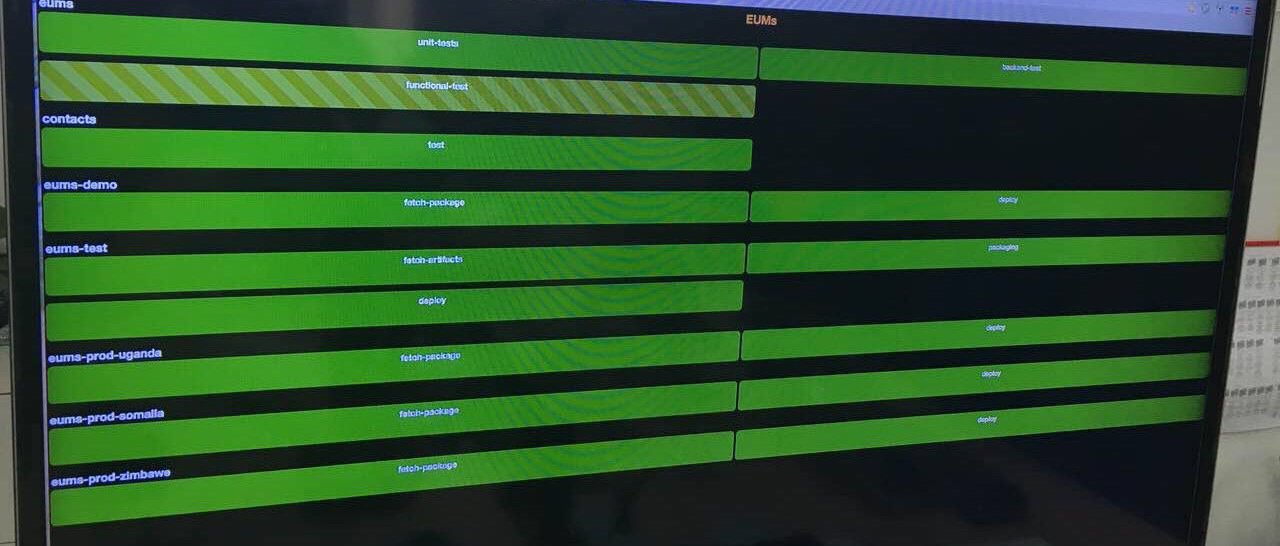 eums
EUMs
unit-tests
backend-test
functional-test
contacts
test
eums-demo
fetch-package
deploy
eums-test
fetch-artifacts
packaging
deploy
eums-prod-uganda
fetch-package
deploy
eums-prod-somalia
fetch-package
deploy
eums-prod-zimbawe
fetch-package
deploy